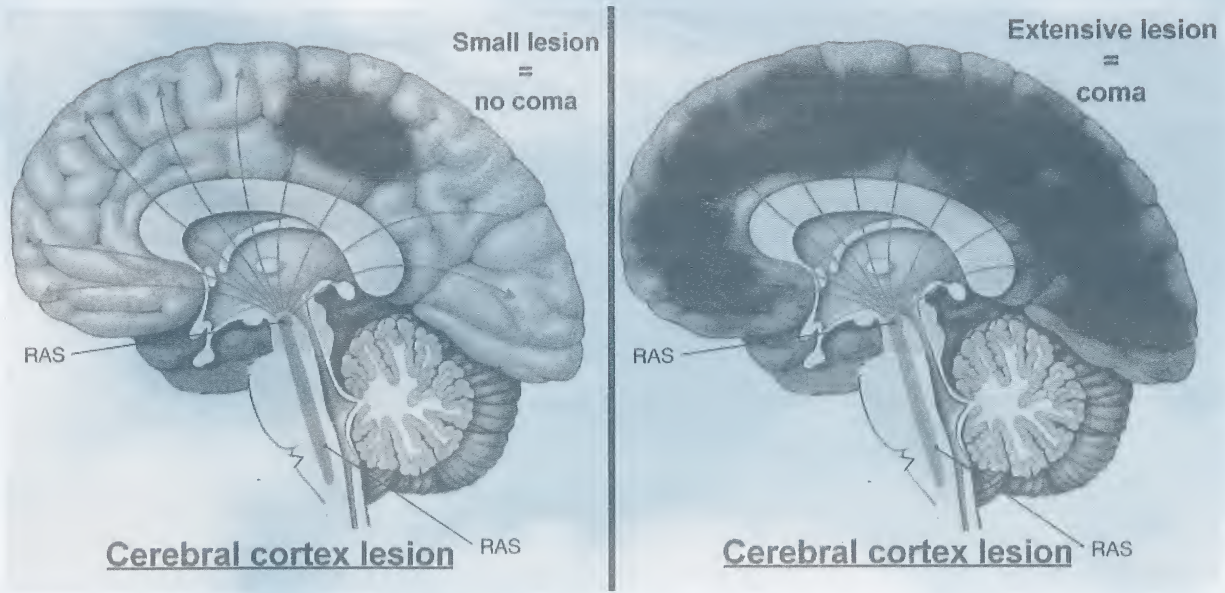 Small lesion
=
no coma
RAS
RAS
Cerebral cortex lesion
Extensive lesion
=
coma
RAS
RAS
Cerebral cortex lesion